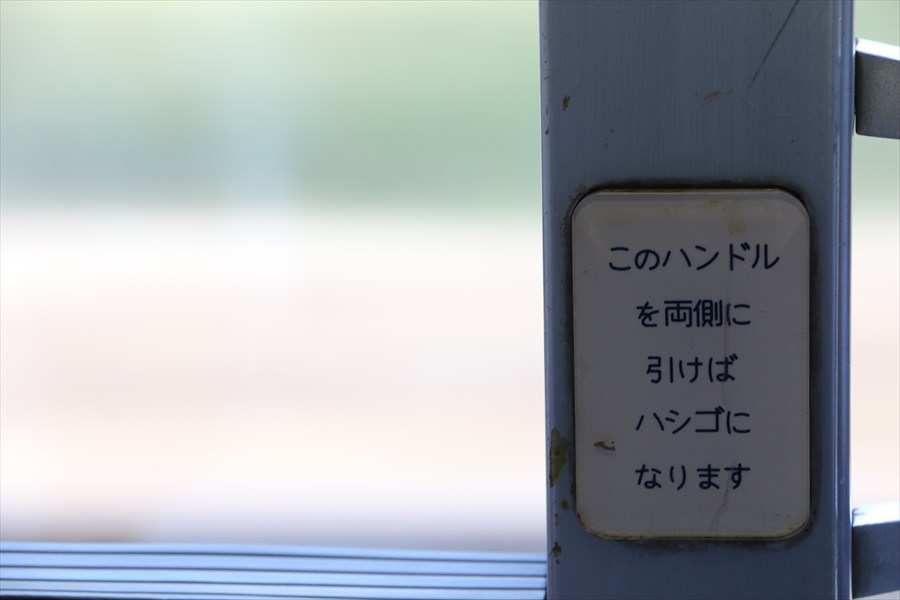 このハンドル
を両側に
引けば
ハシゴに
なります